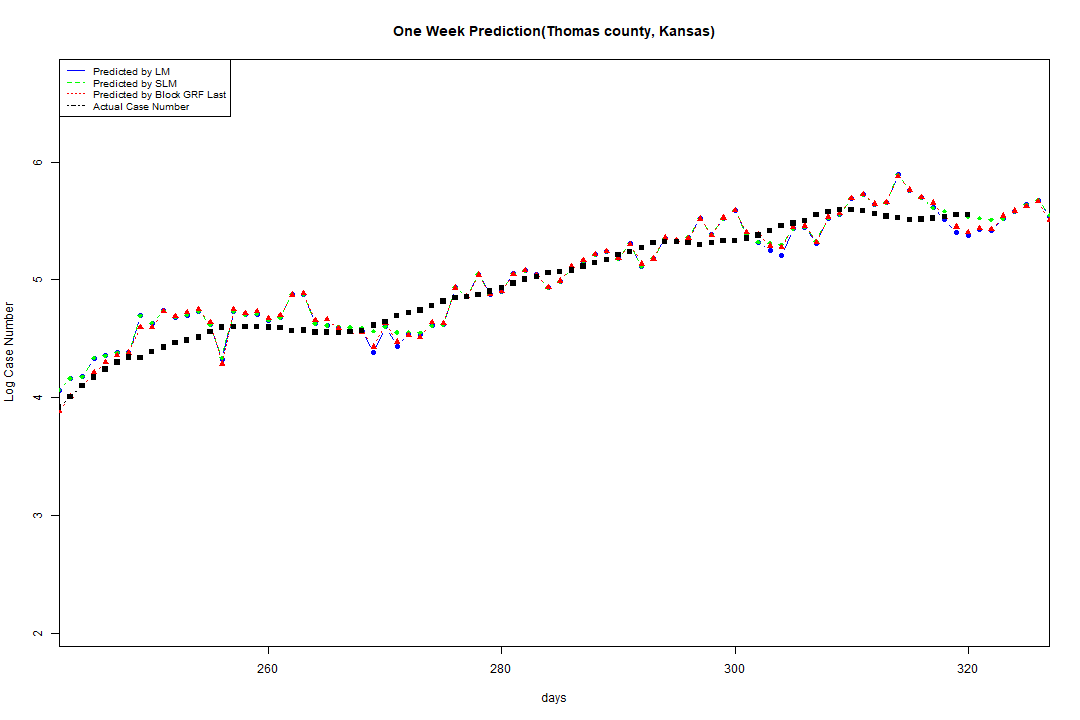 One Week Prediction(Thomas county, Kansas)
Predicted by LM
Predicted by SLM
Predicted by Block GRF Last
Actual Case Number
6
5
4
3
2
Log Case Number
260 280 300 320
days